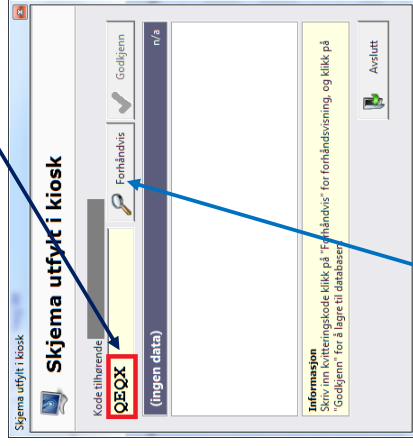 Skjema utfylt i kiosk
Skjema utfylt i kiosk
Kode tilhørende
QEQX
Forhåndvis
Godkjenn
(ingen data)
n/a
Informasjon
Skriv inn kvitteringskode klikk på "Forhåndvis" for forhåndsvisning, og klikk på
"Godkjenn" for å lagre til databasen.
Avslutt